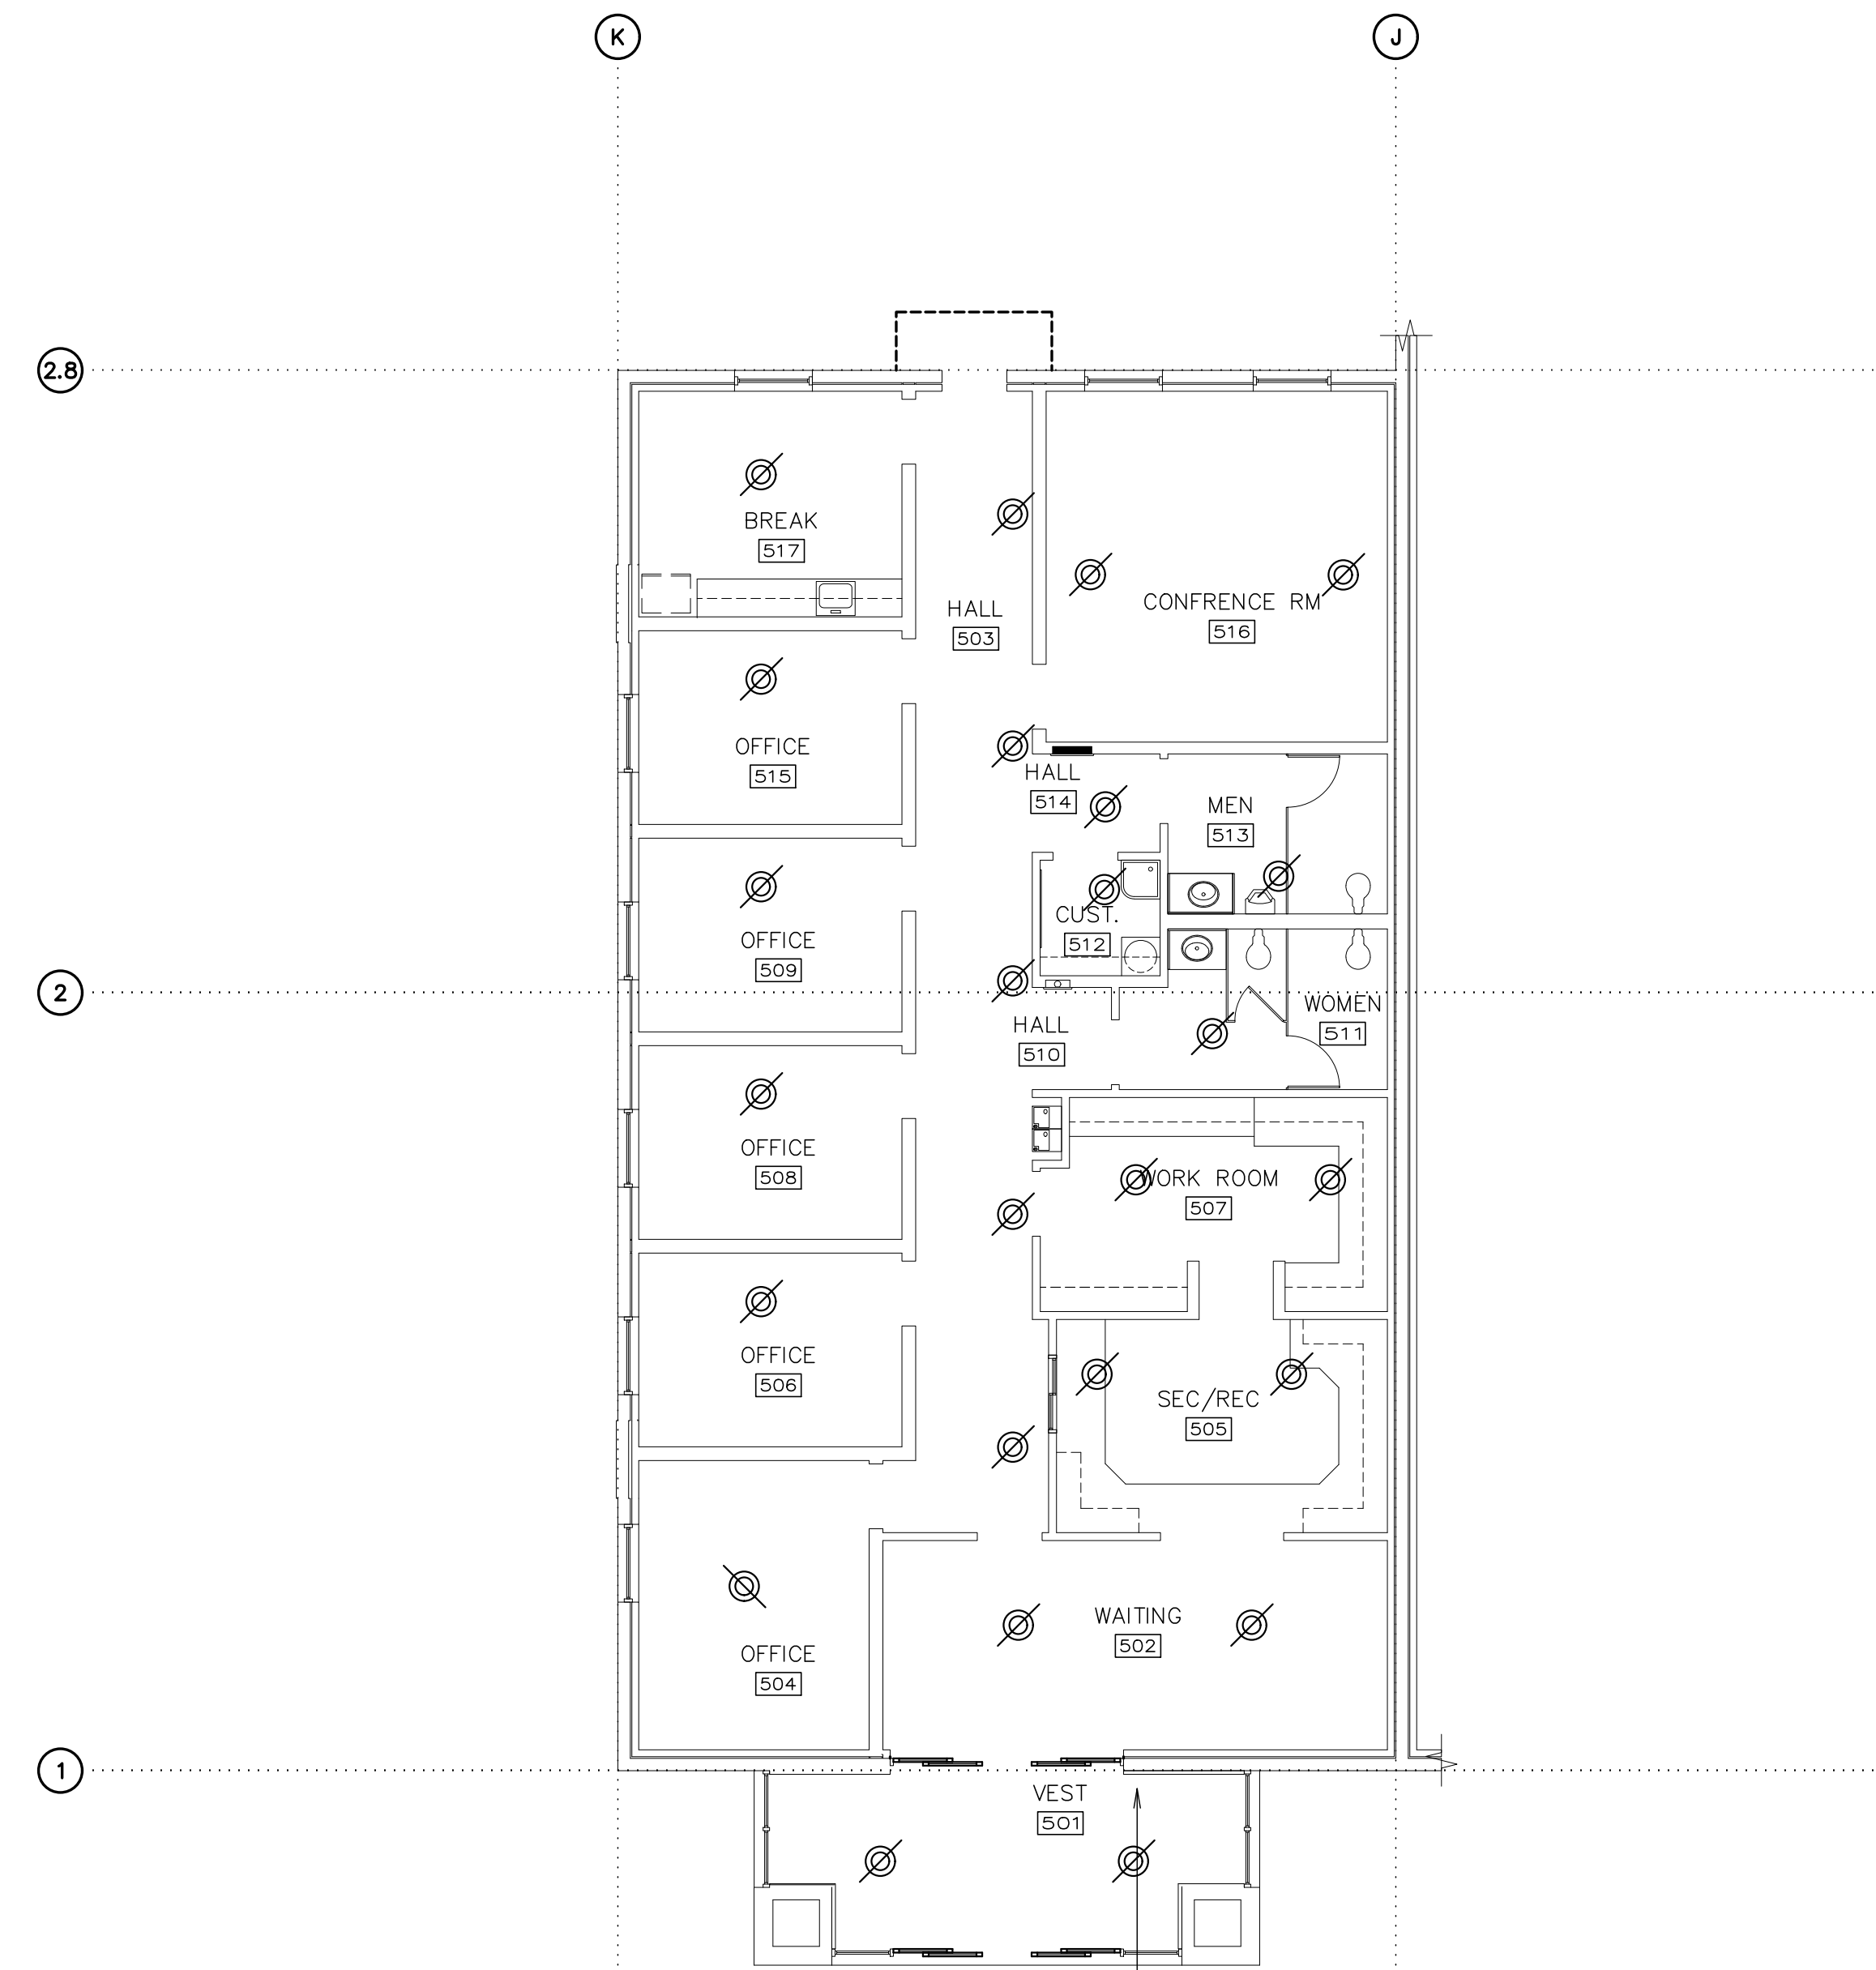 K
J
2.8
BREAK
517
HALL
503
CONFRENCE RM
516
OFFICE
515
HALL
514
MEN
513
CUST.
512
OFFICE
509
2
WOMEN
511
HALL
510
OFFICE
508
WORK ROOM
507
OFFICE
506
SEC/REC
505
WAITING
502
OFFICE
504
1
VEST
501